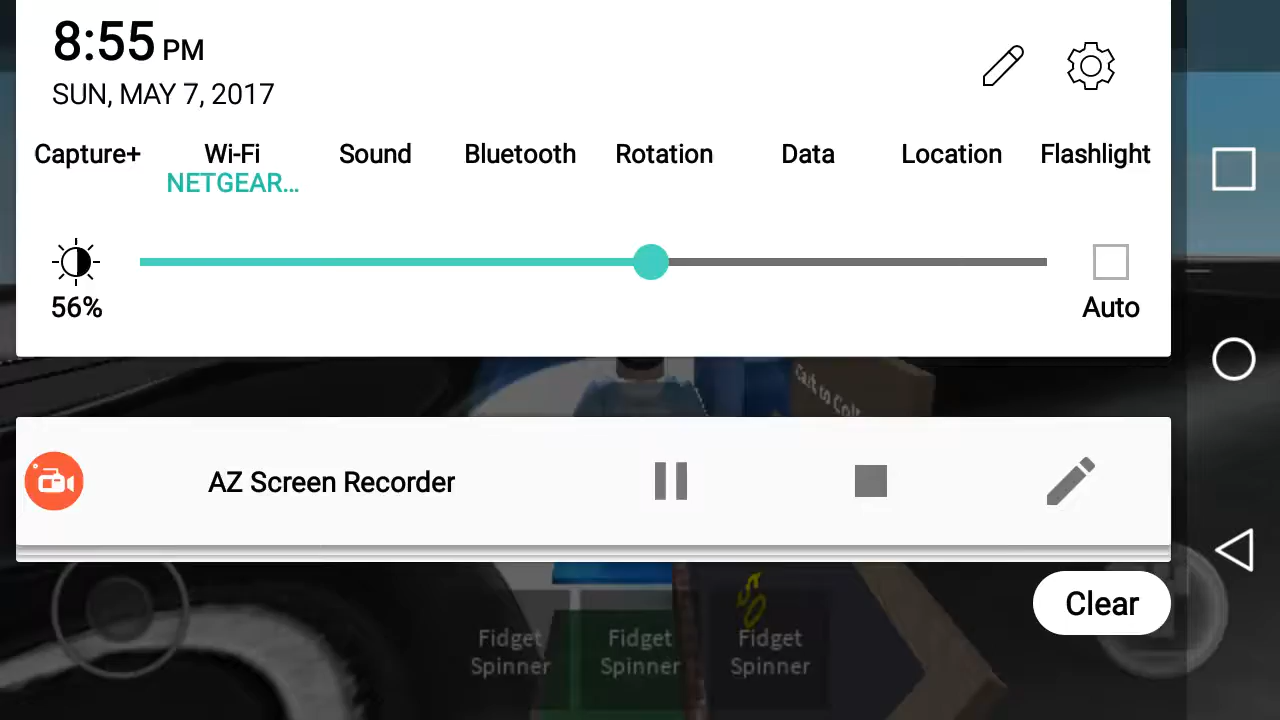 8:55 PM
SUN, MAY 7, 2017
Capture+ Wi-Fi Sound Bluetooth Rotation Data Location Flashlight
NETGEAR...
56% Auto
AZ Screen Recorder
Clear
Fidget Fidget Fidget
Spinner Spinner Spinner